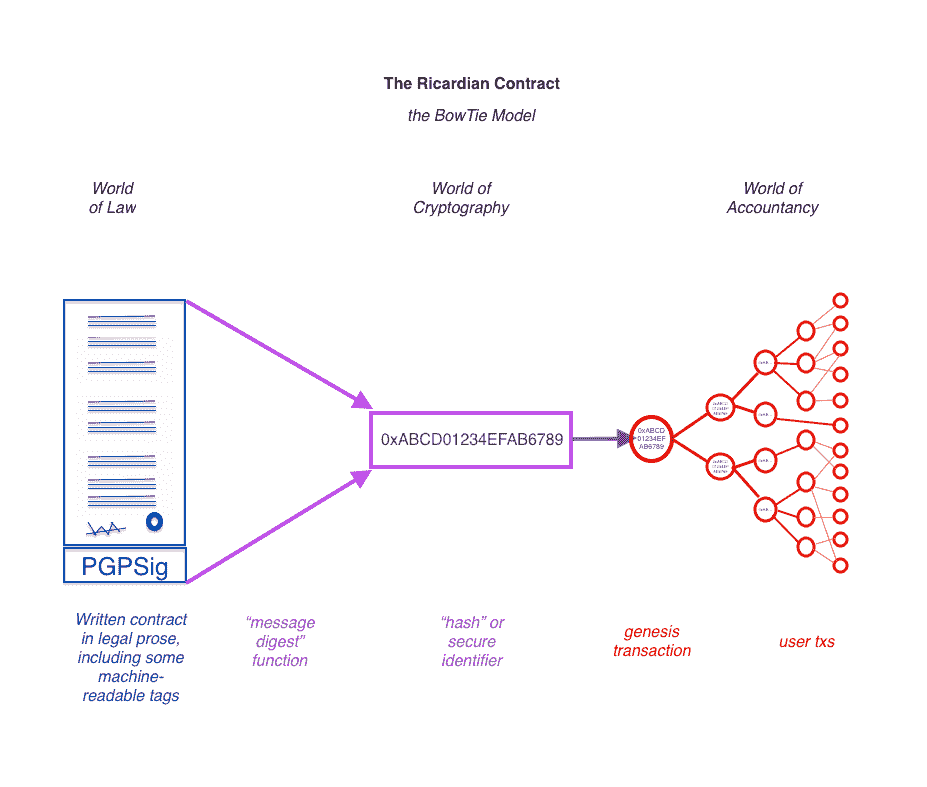 The Ricardian Contract
the BowTie Model
World
of Law
World of
Cryptography
World of
Accountancy
PGPSig
0xABCD01234EFAB6789
0xABCD
01234EF
AB6789
Written contract
in legal prose,
including some
machine-
readable tags
“message
digest”
function
“hash” or
secure
identifier
genesis
transaction
user txs